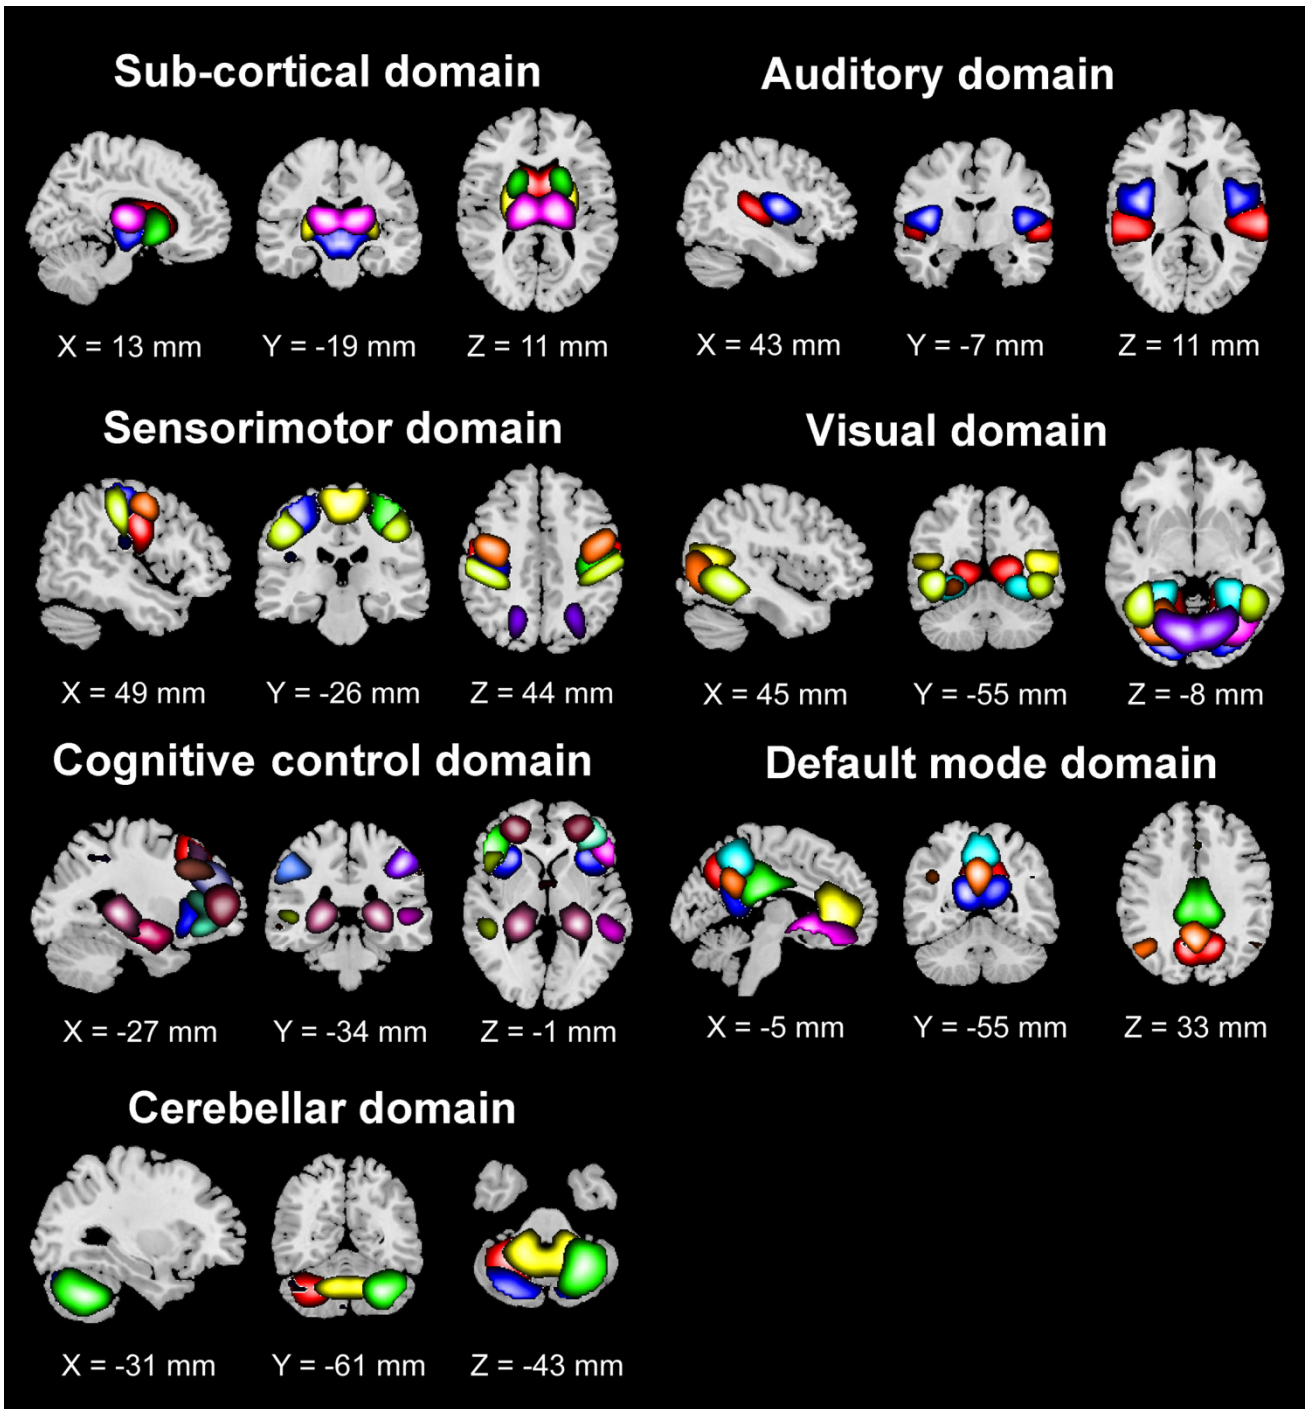 Sub-cortical domain
X = 13 mm Y = -19 mm Z = 11 mm
Auditory domain
X = 43 mm Y = -7 mm Z = 11 mm
Sensorimotor domain
X = 49 mm Y = -26 mm Z = 44 mm
Visual domain
X = 45 mm Y = -55 mm Z = -8 mm
Cognitive control domain
X = -27 mm Y = -34 mm Z = -1 mm
Default mode domain
X = -5 mm Y = -55 mm Z = 33 mm
Cerebellar domain
X = -31 mm Y = -61 mm Z = -43 mm